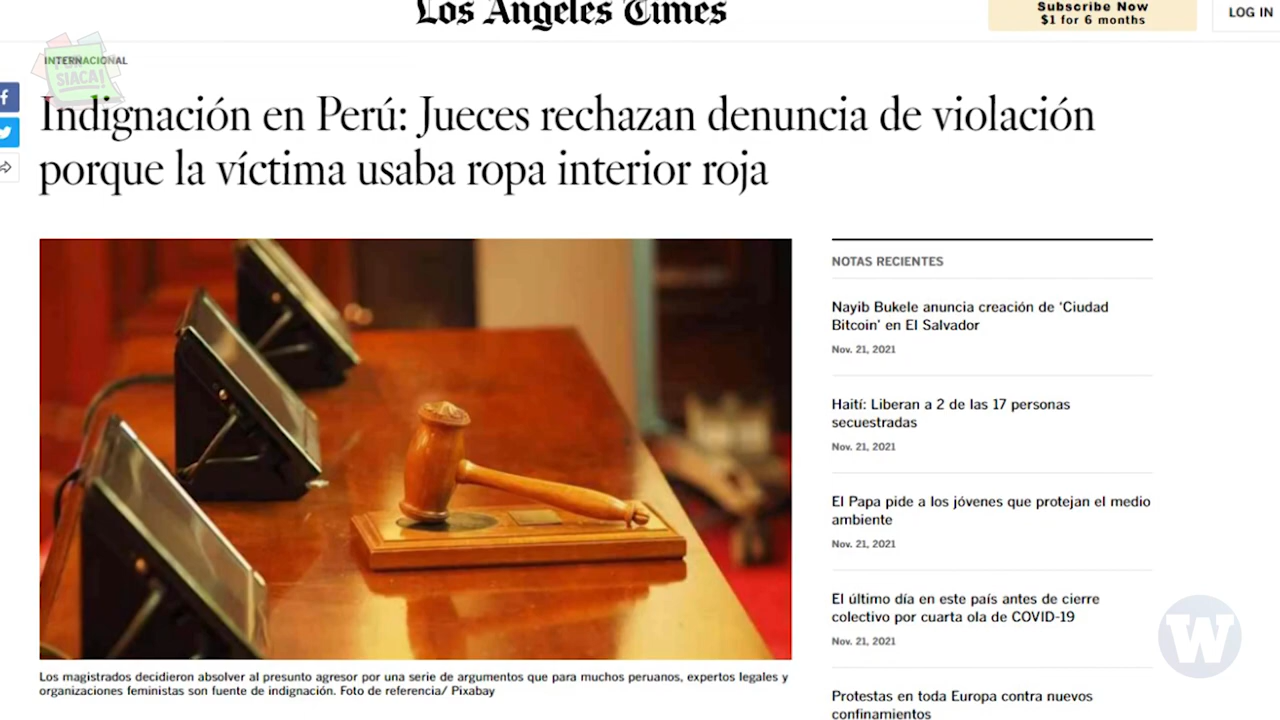 Los Angeles Times
Subscribe Now
$1 for 6 months
LOG IN
INTERNACIONAL
POR
SIACA!
Indignación en Perú: Jueces rechazan denuncia de violación
porque la víctima usaba ropa interior roja
NOTAS RECIENTES
Nayib Bukele anuncia creación de ‘Ciudad
Bitcoin’ en El Salvador
Nov. 21, 2021
Haití: Liberan a 2 de las 17 personas
secuestradas
Nov. 21, 2021
El Papa pide a los jóvenes que protejan el medio
ambiente
Nov. 21, 2021
El último día en este país antes de cierre
colectivo por cuarta ola de COVID-19
Nov. 21, 2021
W
Protestas en toda Europa contra nuevos
confinamientos
Los magistrados decidieron absolver al presunto agresor por una serie de argumentos que para muchos peruanos, expertos legales y
organizaciones feministas son fuente de indignación. Foto de referencia/ Pixabay